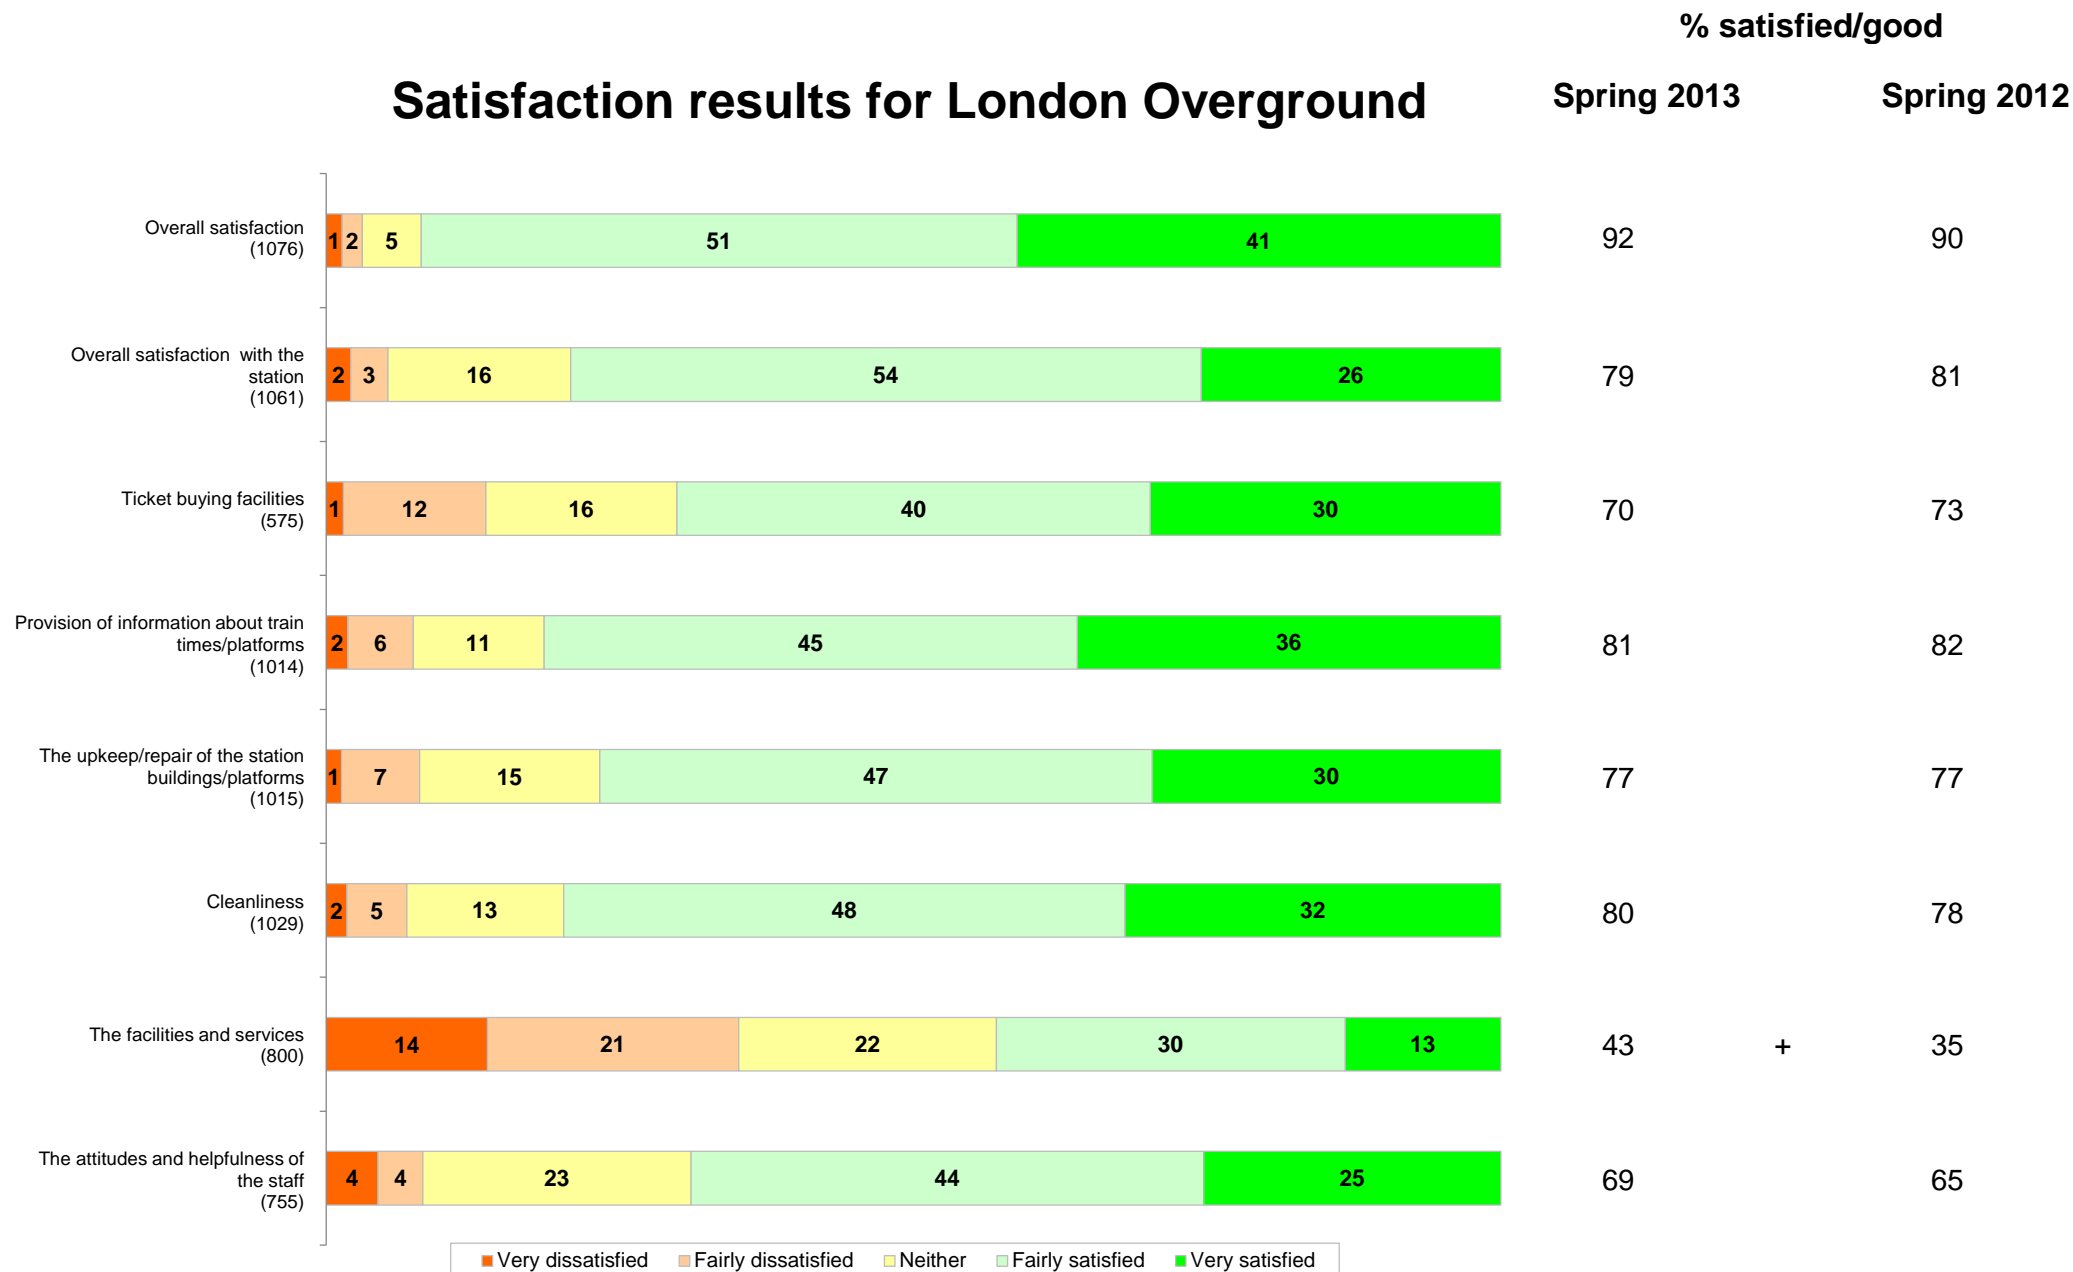 % satisfied/good
Satisfaction results for London Overground
Spring 2013
Spring 2012
Overall satisfaction
(1076)
1 2 5 51 41
92 90
Overall satisfaction  with the
station
(1061)
2 3 16 54 26
79 81
Ticket buying facilities
(575)
1 12 16 40 30
70 73
Provision of information about train
times/platforms
(1014)
2 6 11 45 36
81 82
The upkeep/repair of the station
buildings/platforms
(1015)
1 7 15 47 30
77 77
Cleanliness
(1029)
2 5 13 48 32
80 78
The facilities and services
(800)
14 21 22 30 13
43 + 35
The attitudes and helpfulness of
the staff
(755)
4 4 23 44 25
69 65
Very dissatisfied Fairly dissatisfied Neither Fairly satisfied Very satisfied